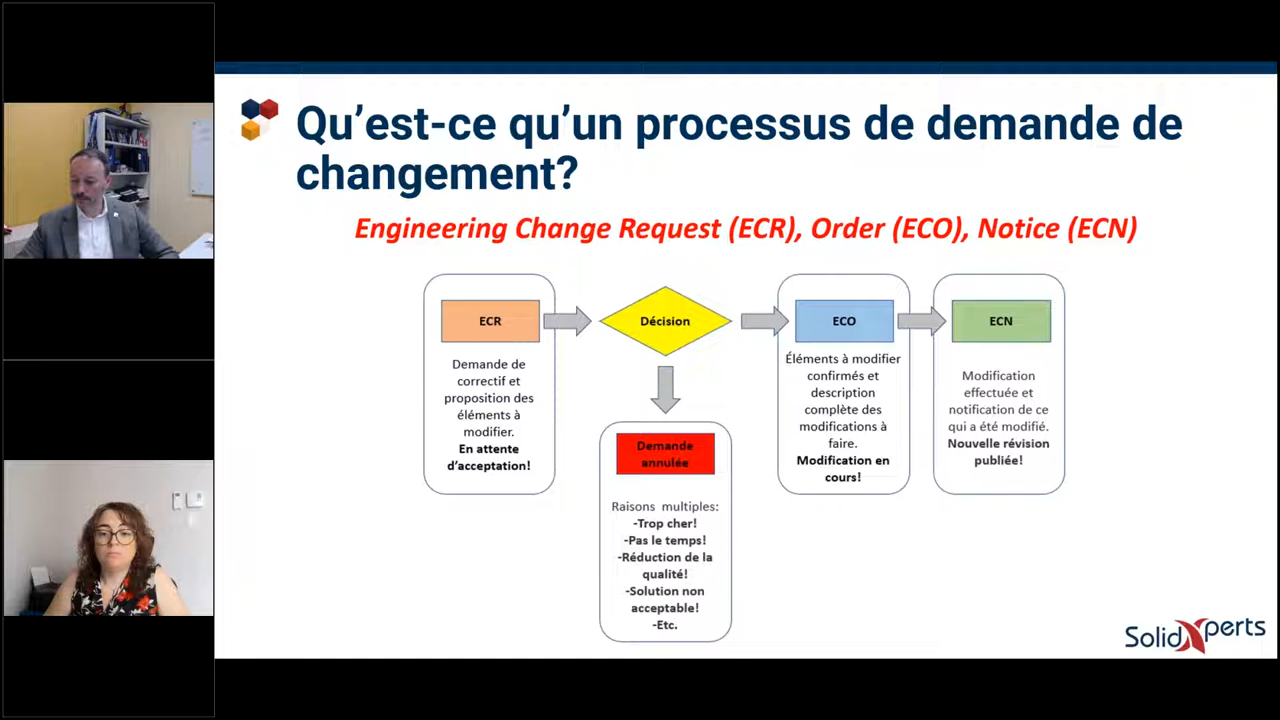 Qu'est-ce qu'un processus de demande de
changement?
Engineering Change Request (ECR), Order (ECO), Notice (ECN)
ECR
Demande de
correctif et
proposition des
éléments à
modifier.
En attente
d'acceptation!
Décision
Demande
annulée
Raisons multiples:
-Trop cher!
-Pas le temps!
-Réduction de la
qualité!
-Solution non
acceptable!
-Etc.
ECO
Éléments à modifier
confirmés et
description
complète des
modifications à
faire.
Modification en
cours!
ECN
Modification
effectuée et
notification de ce
qui a été modifié.
Nouvelle révision
publiée!
SolidXperts